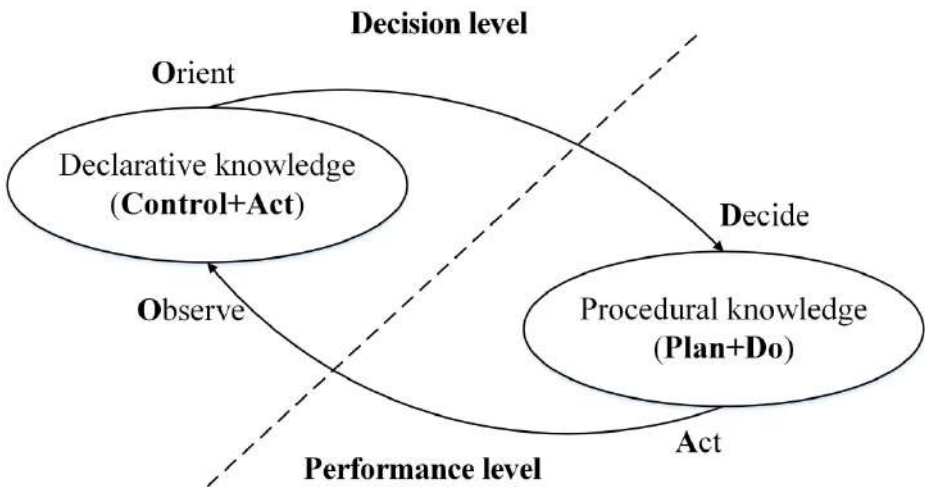 Decision level
Orient
Declarative knowledge
(Control+Act)
Decide
Observe
Procedural knowledge
(Plan+Do)
Act
Performance level